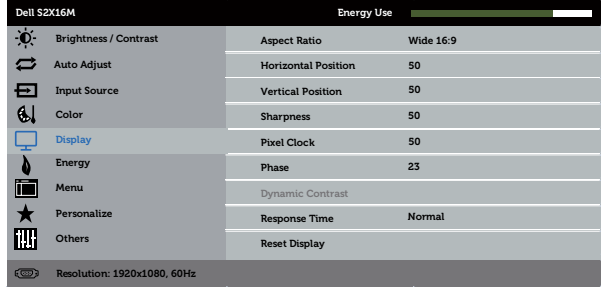 Dell S2X16M Energy Use
Brightness / Contrast
Auto Adjust
Input Source
Color
Display
Energy
Menu
Personalize
Others
Aspect Ratio Wide 16:9
Horizontal Position 50
Vertical Position 50
Sharpness 50
Pixel Clock 50
Phase 23
Dynamic Contrast
Response Time Normal
Reset Display
Resolution: 1920x1080, 60Hz